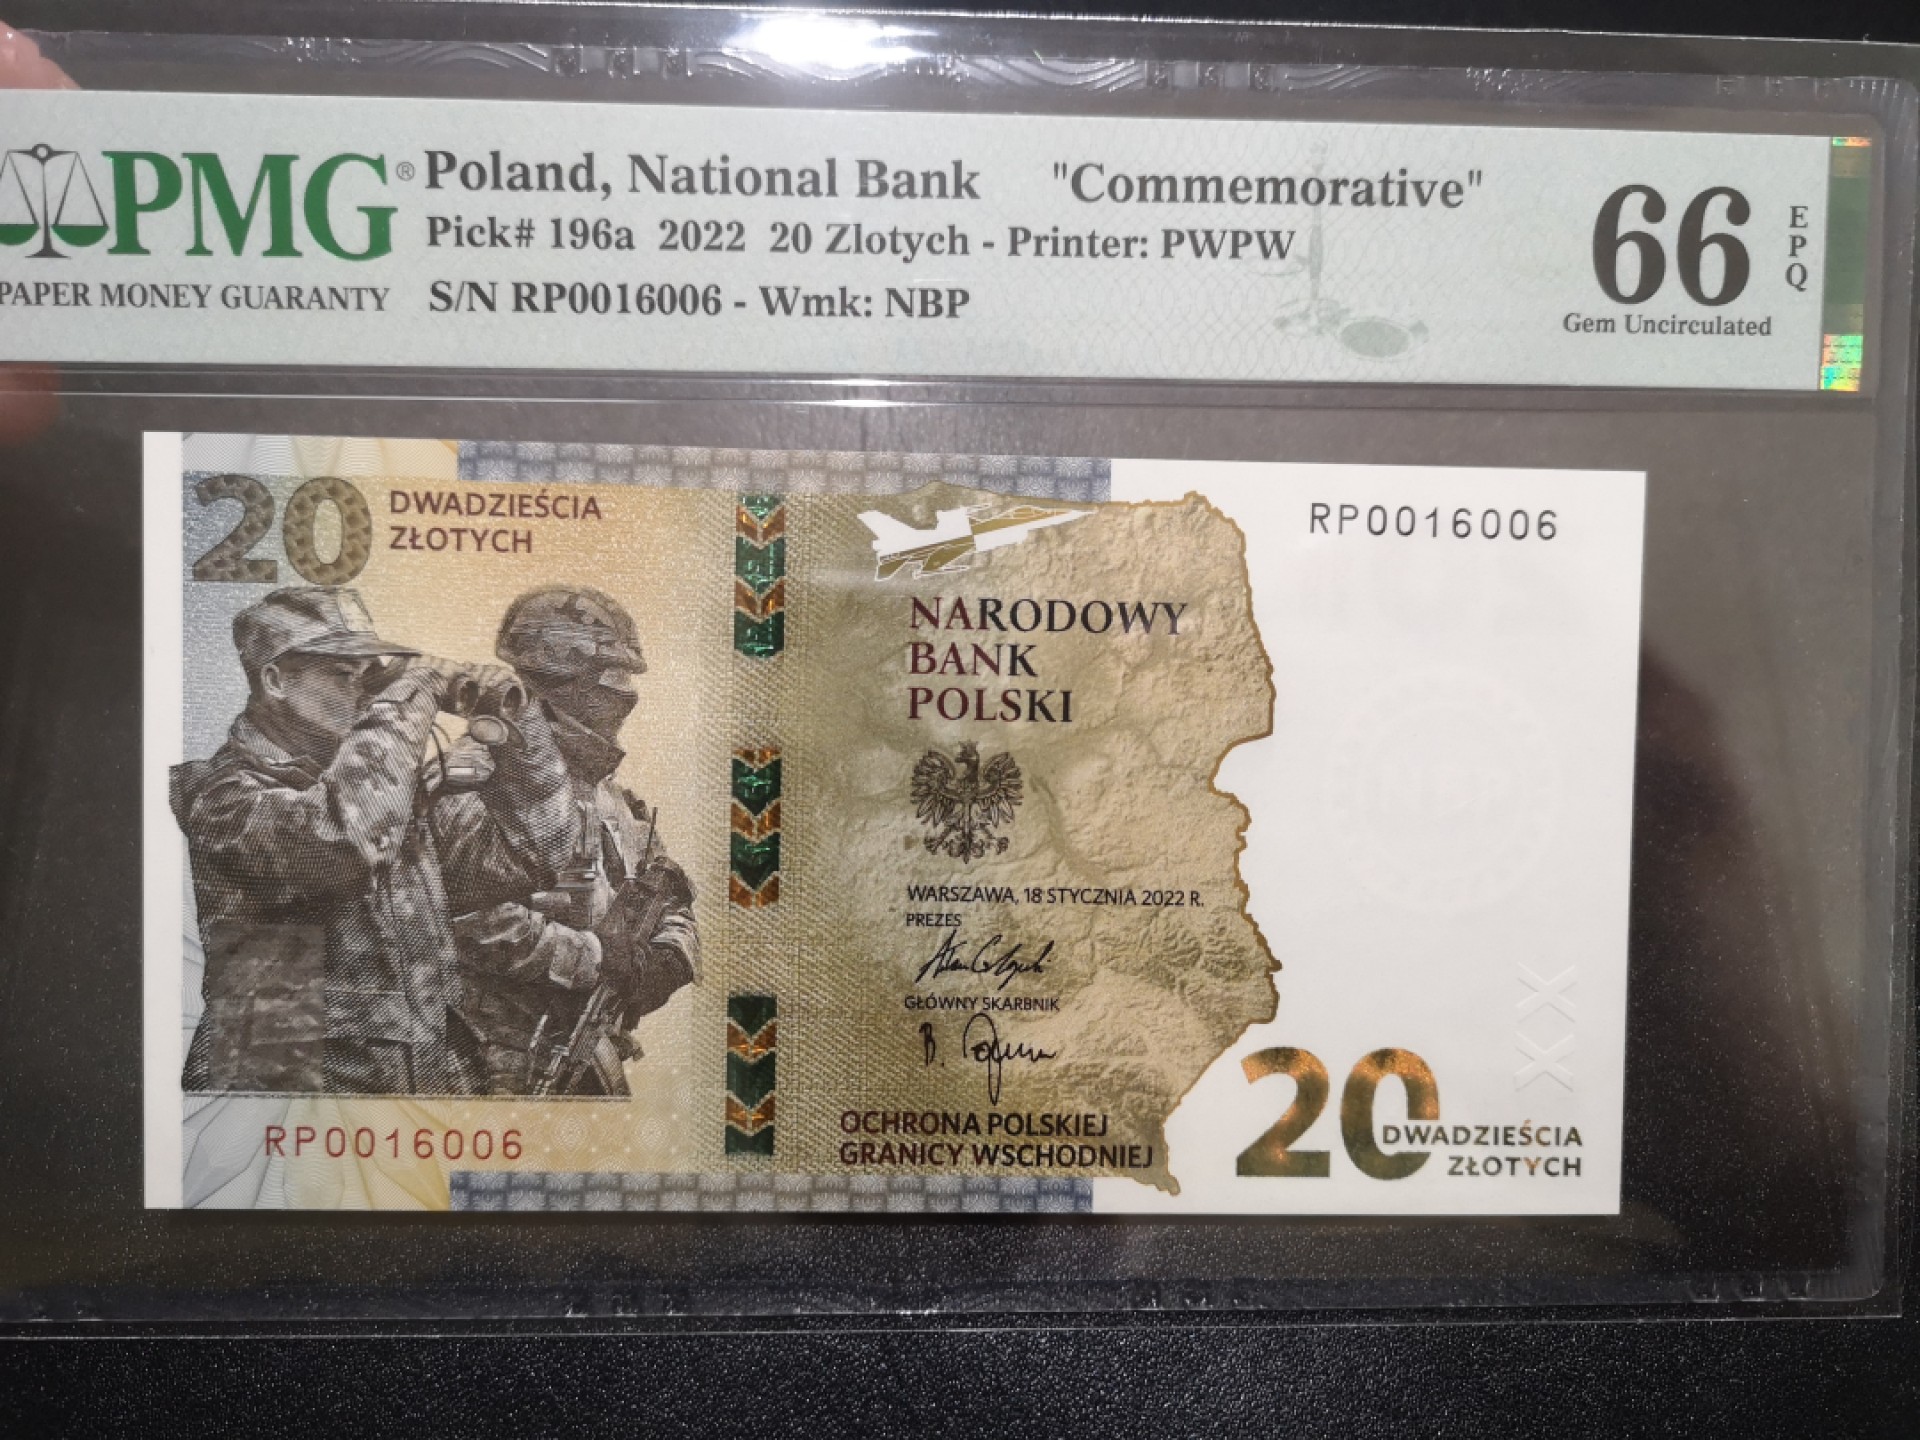 PMG®
PAPER MONEY GUARANTY
Poland, National Bank "Commemorative"
Pick# 196a 2022 20 Zlotych - Printer: PWPW
S/N RP0016006 - Wmk: NBP
66
EPQ
Gem Uncirculated
20
DWADZIEŚCIA
ZŁOTYCH
RP0016006
NARODOWY
BANK
POLSKI
WARSZAWA, 18 STYCZNIA 2022 R.
PREZES
GŁÓWNY SKARBNIK
OCHRONA POLSKIEJ
GRANICY WSCHODNIEJ
RP0016006
XX
20
DWADZIEŚCIA
ZŁOTYCH